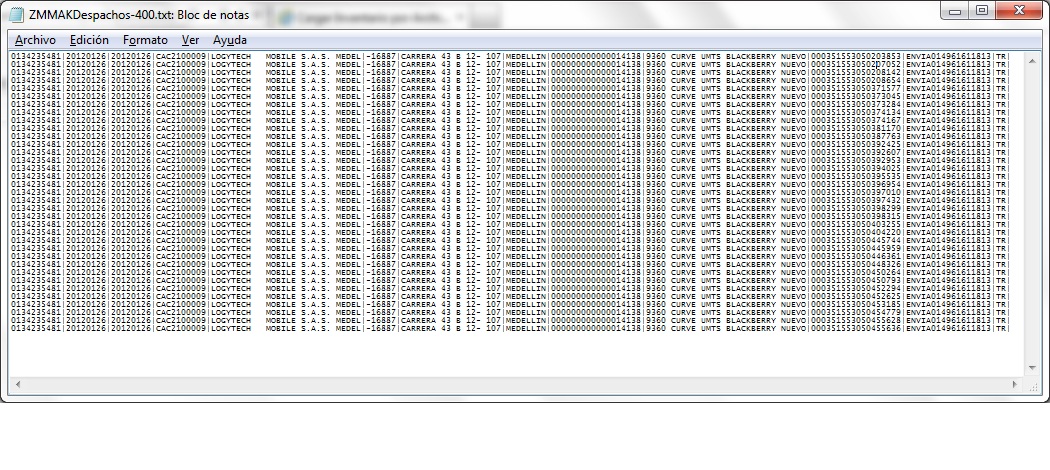 ZMMAKDespachos-400.txt: Bloc de notas
Archivo Edición Formato Ver Ayuda
0134235481|20120126|20120126|CAC2100009|LOGYTECH   MOBILE S.A.S. MEDEL|-16887|CARRERA 43 B 12- 107|MEDELLIN|000000000000014138|9360 CURVE UMTS BLACKBERRY NUEVO|000351553050203853|ENVIA014961611813|TR|
0134235481|20120126|20120126|CAC2100009|LOGYTECH   MOBILE S.A.S. MEDEL|-16887|CARRERA 43 B 12- 107|MEDELLIN|000000000000014138|9360 CURVE UMTS BLACKBERRY NUEVO|000351553050207052|ENVIA014961611813|TR|
0134235481|20120126|20120126|CAC2100009|LOGYTECH   MOBILE S.A.S. MEDEL|-16887|CARRERA 43 B 12- 107|MEDELLIN|000000000000014138|9360 CURVE UMTS BLACKBERRY NUEVO|000351553050208142|ENVIA014961611813|TR|
0134235481|20120126|20120126|CAC2100009|LOGYTECH   MOBILE S.A.S. MEDEL|-16887|CARRERA 43 B 12- 107|MEDELLIN|000000000000014138|9360 CURVE UMTS BLACKBERRY NUEVO|000351553050208654|ENVIA014961611813|TR|
0134235481|20120126|20120126|CAC2100009|LOGYTECH   MOBILE S.A.S. MEDEL|-16887|CARRERA 43 B 12- 107|MEDELLIN|000000000000014138|9360 CURVE UMTS BLACKBERRY NUEVO|000351553050371577|ENVIA014961611813|TR|
0134235481|20120126|20120126|CAC2100009|LOGYTECH   MOBILE S.A.S. MEDEL|-16887|CARRERA 43 B 12- 107|MEDELLIN|000000000000014138|9360 CURVE UMTS BLACKBERRY NUEVO|000351553050373045|ENVIA014961611813|TR|
0134235481|20120126|20120126|CAC2100009|LOGYTECH   MOBILE S.A.S. MEDEL|-16887|CARRERA 43 B 12- 107|MEDELLIN|000000000000014138|9360 CURVE UMTS BLACKBERRY NUEVO|000351553050373284|ENVIA014961611813|TR|
0134235481|20120126|20120126|CAC2100009|LOGYTECH   MOBILE S.A.S. MEDEL|-16887|CARRERA 43 B 12- 107|MEDELLIN|000000000000014138|9360 CURVE UMTS BLACKBERRY NUEVO|000351553050374134|ENVIA014961611813|TR|
0134235481|20120126|20120126|CAC2100009|LOGYTECH   MOBILE S.A.S. MEDEL|-16887|CARRERA 43 B 12- 107|MEDELLIN|000000000000014138|9360 CURVE UMTS BLACKBERRY NUEVO|000351553050374167|ENVIA014961611813|TR|
0134235481|20120126|20120126|CAC2100009|LOGYTECH   MOBILE S.A.S. MEDEL|-16887|CARRERA 43 B 12- 107|MEDELLIN|000000000000014138|9360 CURVE UMTS BLACKBERRY NUEVO|000351553050381170|ENVIA014961611813|TR|
0134235481|20120126|20120126|CAC2100009|LOGYTECH   MOBILE S.A.S. MEDEL|-16887|CARRERA 43 B 12- 107|MEDELLIN|000000000000014138|9360 CURVE UMTS BLACKBERRY NUEVO|000351553050387763|ENVIA014961611813|TR|
0134235481|20120126|20120126|CAC2100009|LOGYTECH   MOBILE S.A.S. MEDEL|-16887|CARRERA 43 B 12- 107|MEDELLIN|000000000000014138|9360 CURVE UMTS BLACKBERRY NUEVO|000351553050392425|ENVIA014961611813|TR|
0134235481|20120126|20120126|CAC2100009|LOGYTECH   MOBILE S.A.S. MEDEL|-16887|CARRERA 43 B 12- 107|MEDELLIN|000000000000014138|9360 CURVE UMTS BLACKBERRY NUEVO|000351553050392607|ENVIA014961611813|TR|
0134235481|20120126|20120126|CAC2100009|LOGYTECH   MOBILE S.A.S. MEDEL|-16887|CARRERA 43 B 12- 107|MEDELLIN|000000000000014138|9360 CURVE UMTS BLACKBERRY NUEVO|000351553050392953|ENVIA014961611813|TR|
0134235481|20120126|20120126|CAC2100009|LOGYTECH   MOBILE S.A.S. MEDEL|-16887|CARRERA 43 B 12- 107|MEDELLIN|000000000000014138|9360 CURVE UMTS BLACKBERRY NUEVO|000351553050394025|ENVIA014961611813|TR|
0134235481|20120126|20120126|CAC2100009|LOGYTECH   MOBILE S.A.S. MEDEL|-16887|CARRERA 43 B 12- 107|MEDELLIN|000000000000014138|9360 CURVE UMTS BLACKBERRY NUEVO|000351553050395535|ENVIA014961611813|TR|
0134235481|20120126|20120126|CAC2100009|LOGYTECH   MOBILE S.A.S. MEDEL|-16887|CARRERA 43 B 12- 107|MEDELLIN|000000000000014138|9360 CURVE UMTS BLACKBERRY NUEVO|000351553050396954|ENVIA014961611813|TR|
0134235481|20120126|20120126|CAC2100009|LOGYTECH   MOBILE S.A.S. MEDEL|-16887|CARRERA 43 B 12- 107|MEDELLIN|000000000000014138|9360 CURVE UMTS BLACKBERRY NUEVO|000351553050397010|ENVIA014961611813|TR|
0134235481|20120126|20120126|CAC2100009|LOGYTECH   MOBILE S.A.S. MEDEL|-16887|CARRERA 43 B 12- 107|MEDELLIN|000000000000014138|9360 CURVE UMTS BLACKBERRY NUEVO|000351553050397432|ENVIA014961611813|TR|
0134235481|20120126|20120126|CAC2100009|LOGYTECH   MOBILE S.A.S. MEDEL|-16887|CARRERA 43 B 12- 107|MEDELLIN|000000000000014138|9360 CURVE UMTS BLACKBERRY NUEVO|000351553050398299|ENVIA014961611813|TR|
0134235481|20120126|20120126|CAC2100009|LOGYTECH   MOBILE S.A.S. MEDEL|-16887|CARRERA 43 B 12- 107|MEDELLIN|000000000000014138|9360 CURVE UMTS BLACKBERRY NUEVO|000351553050398315|ENVIA014961611813|TR|
0134235481|20120126|20120126|CAC2100009|LOGYTECH   MOBILE S.A.S. MEDEL|-16887|CARRERA 43 B 12- 107|MEDELLIN|000000000000014138|9360 CURVE UMTS BLACKBERRY NUEVO|000351553050403255|ENVIA014961611813|TR|
0134235481|20120126|20120126|CAC2100009|LOGYTECH   MOBILE S.A.S. MEDEL|-16887|CARRERA 43 B 12- 107|MEDELLIN|000000000000014138|9360 CURVE UMTS BLACKBERRY NUEVO|000351553050404220|ENVIA014961611813|TR|
0134235481|20120126|20120126|CAC2100009|LOGYTECH   MOBILE S.A.S. MEDEL|-16887|CARRERA 43 B 12- 107|MEDELLIN|000000000000014138|9360 CURVE UMTS BLACKBERRY NUEVO|000351553050445744|ENVIA014961611813|TR|
0134235481|20120126|20120126|CAC2100009|LOGYTECH   MOBILE S.A.S. MEDEL|-16887|CARRERA 43 B 12- 107|MEDELLIN|000000000000014138|9360 CURVE UMTS BLACKBERRY NUEVO|000351553050445959|ENVIA014961611813|TR|
0134235481|20120126|20120126|CAC2100009|LOGYTECH   MOBILE S.A.S. MEDEL|-16887|CARRERA 43 B 12- 107|MEDELLIN|000000000000014138|9360 CURVE UMTS BLACKBERRY NUEVO|000351553050446361|ENVIA014961611813|TR|
0134235481|20120126|20120126|CAC2100009|LOGYTECH   MOBILE S.A.S. MEDEL|-16887|CARRERA 43 B 12- 107|MEDELLIN|000000000000014138|9360 CURVE UMTS BLACKBERRY NUEVO|000351553050448326|ENVIA014961611813|TR|
0134235481|20120126|20120126|CAC2100009|LOGYTECH   MOBILE S.A.S. MEDEL|-16887|CARRERA 43 B 12- 107|MEDELLIN|000000000000014138|9360 CURVE UMTS BLACKBERRY NUEVO|000351553050450264|ENVIA014961611813|TR|
0134235481|20120126|20120126|CAC2100009|LOGYTECH   MOBILE S.A.S. MEDEL|-16887|CARRERA 43 B 12- 107|MEDELLIN|000000000000014138|9360 CURVE UMTS BLACKBERRY NUEVO|000351553050450793|ENVIA014961611813|TR|
0134235481|20120126|20120126|CAC2100009|LOGYTECH   MOBILE S.A.S. MEDEL|-16887|CARRERA 43 B 12- 107|MEDELLIN|000000000000014138|9360 CURVE UMTS BLACKBERRY NUEVO|000351553050452294|ENVIA014961611813|TR|
0134235481|20120126|20120126|CAC2100009|LOGYTECH   MOBILE S.A.S. MEDEL|-16887|CARRERA 43 B 12- 107|MEDELLIN|000000000000014138|9360 CURVE UMTS BLACKBERRY NUEVO|000351553050452625|ENVIA014961611813|TR|
0134235481|20120126|20120126|CAC2100009|LOGYTECH   MOBILE S.A.S. MEDEL|-16887|CARRERA 43 B 12- 107|MEDELLIN|000000000000014138|9360 CURVE UMTS BLACKBERRY NUEVO|000351553050453185|ENVIA014961611813|TR|
0134235481|20120126|20120126|CAC2100009|LOGYTECH   MOBILE S.A.S. MEDEL|-16887|CARRERA 43 B 12- 107|MEDELLIN|000000000000014138|9360 CURVE UMTS BLACKBERRY NUEVO|000351553050454779|ENVIA014961611813|TR|
0134235481|20120126|20120126|CAC2100009|LOGYTECH   MOBILE S.A.S. MEDEL|-16887|CARRERA 43 B 12- 107|MEDELLIN|000000000000014138|9360 CURVE UMTS BLACKBERRY NUEVO|000351553050455628|ENVIA014961611813|TR|
0134235481|20120126|20120126|CAC2100009|LOGYTECH   MOBILE S.A.S. MEDEL|-16887|CARRERA 43 B 12- 107|MEDELLIN|000000000000014138|9360 CURVE UMTS BLACKBERRY NUEVO|000351553050455636|ENVIA014961611813|TR|